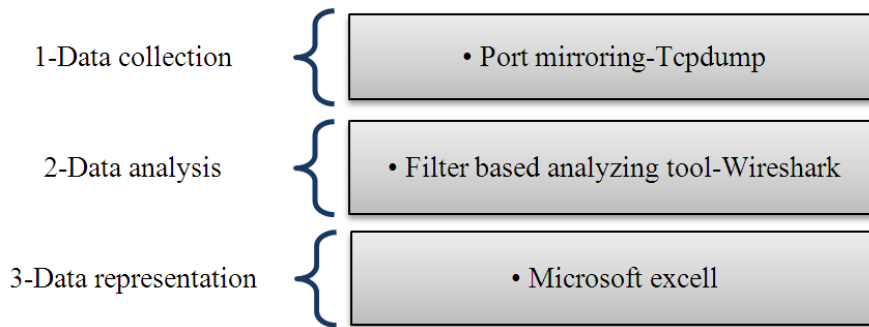 1-Data collection
• Port mirroring-Tcpdump
2-Data analysis
• Filter based analyzing tool-Wireshark
3-Data representation
• Microsoft excell